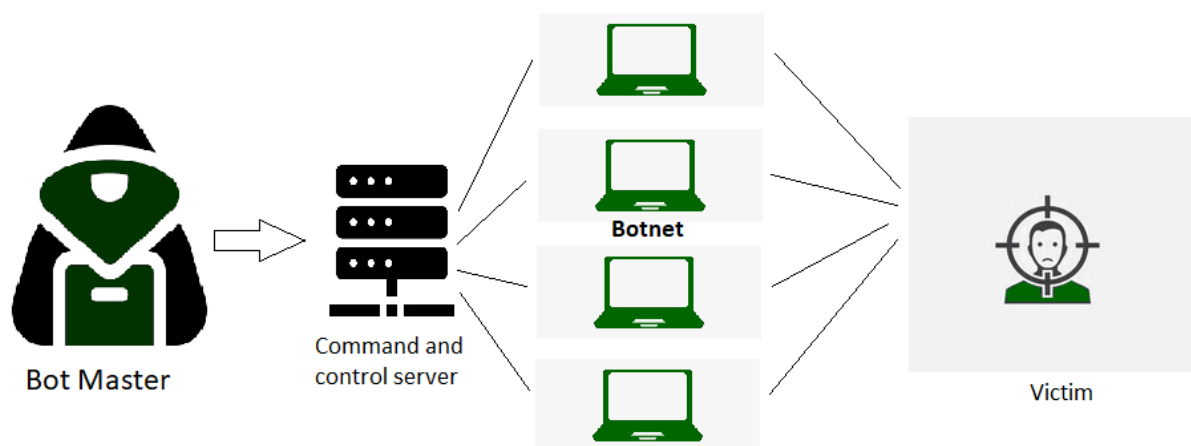 Bot Master
Command and
control server
Botnet
Victim